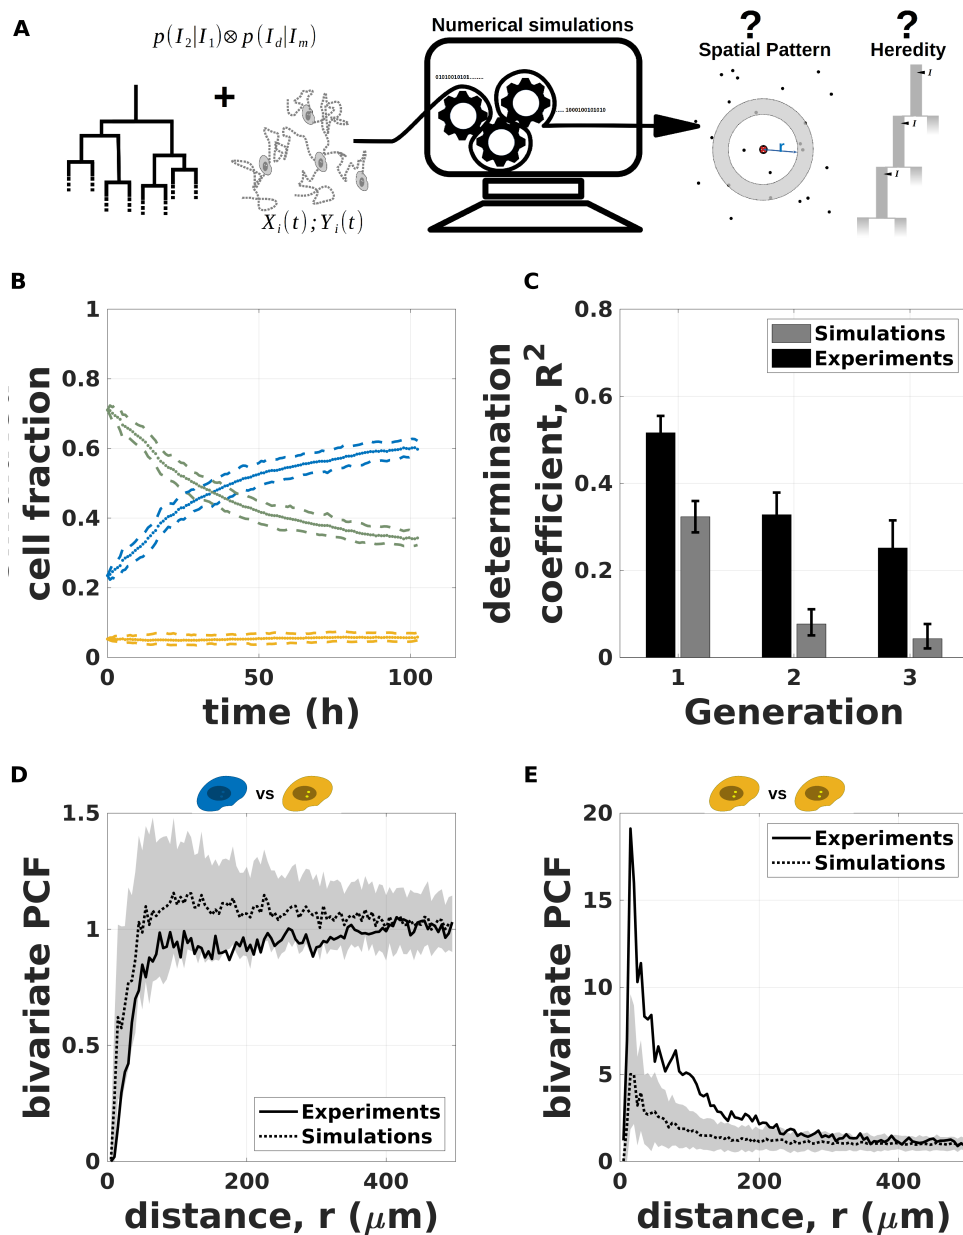 A
p(I₂|I₁)⊗p(I_d|I_m)
+
X_i(t);Y_i(t)
Numerical simulations
01010010101........
..... 1000100101010
?
Spatial Pattern
r
?
Heredity
I
I
I
B
cell fraction
1
0.8
0.6
0.4
0.2
0
0 50 100
time (h)
C
determination
coefficient, R²
0.8
0.6
0.4
0.2
0
Simulations
Experiments
1 2 3
Generation
D
vs
bivariate PCF
1.5
1
0.5
0
Experiments
Simulations
0 200 400
distance, r (μm)
E
vs
bivariate PCF
20
15
10
5
0
Experiments
Simulations
0 200 400
distance, r (μm)